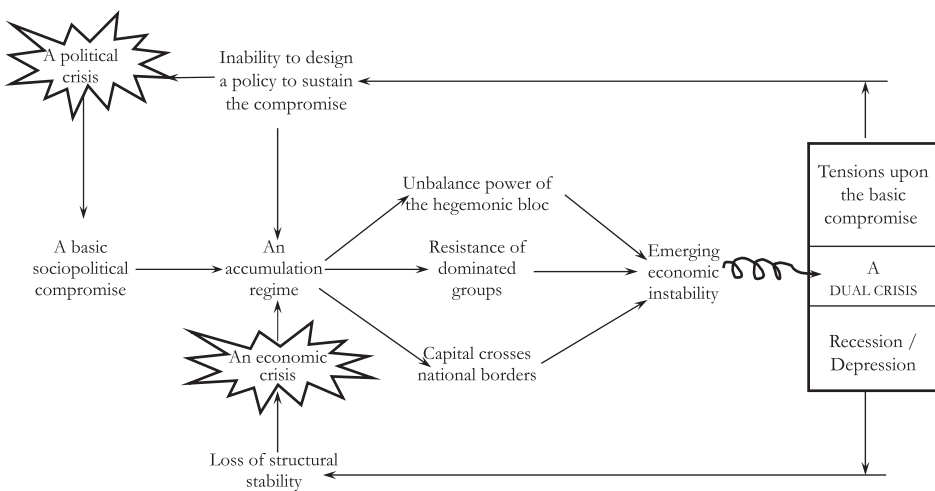 A political
crisis
Inability to design
a policy to sustain
the compromise
Unbalance power of
the hegemonic bloc
Tensions upon
the basic
compromise
A basic
sociopolitical
compromise
An
accumulation
regime
Resistance of
dominated
groups
Emerging
economic
instability
A
DUAL CRISIS
An economic
crisis
Capital crosses
national borders
Recession /
Depression
Loss of structural
stability